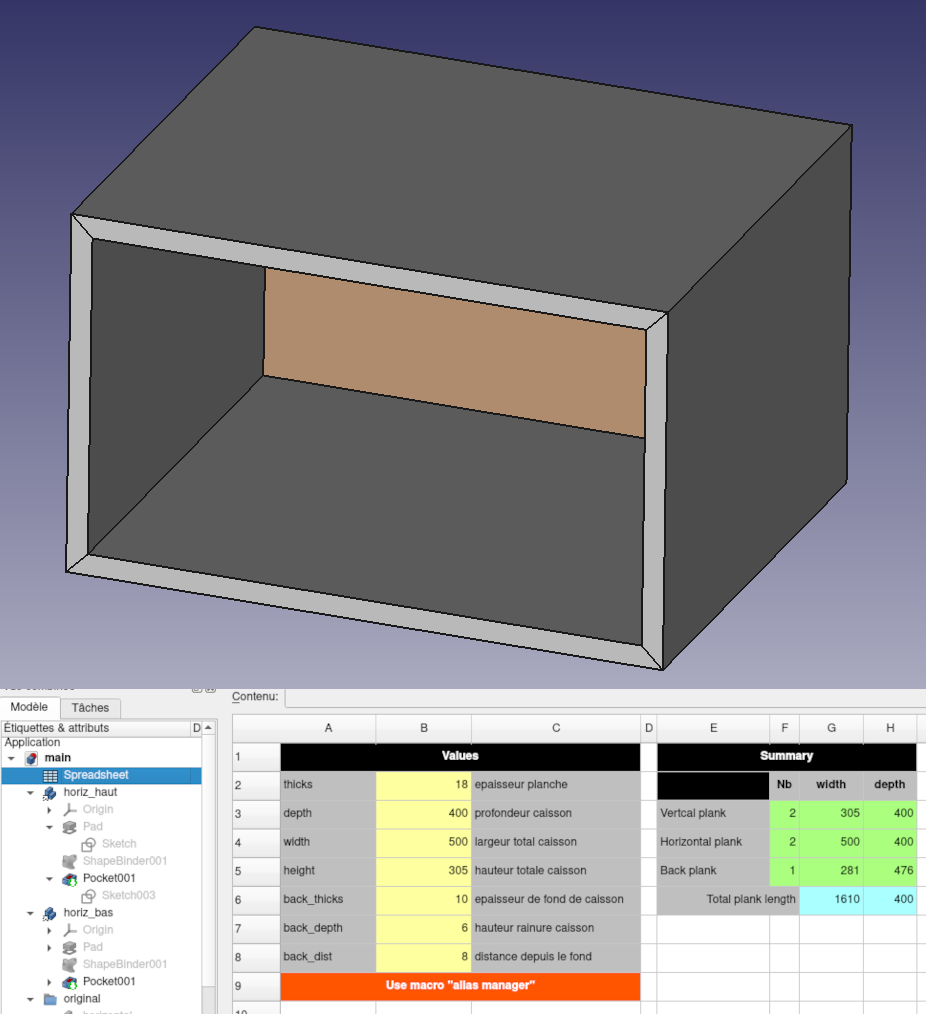 Contenu:
Modèle Tâches
Étiquettes & attributs D
Application
main
Spreadsheet
horiz_haut
Origin
Pad
Sketch
ShapeBinder001
Pocket001
Sketch003
horiz_bas
Origin
Pad
ShapeBinder001
Pocket001
original
A B C D E F G H
1 Values Summary
2 thicks 18 epaisseur planche Nb width depth
3 depth 400 profondeur caisson Vertcal plank 2 305 400
4 width 500 largeur total caisson Horizontal plank 2 500 400
5 height 305 hauteur totale caisson Back plank 1 281 476
6 back_thicks 10 epaisseur de fond de caisson Total plank length 1610 400
7 back_depth 6 hauteur rainure caisson
8 back_dist 8 distance depuis le fond
9 Use macro "alias manager"